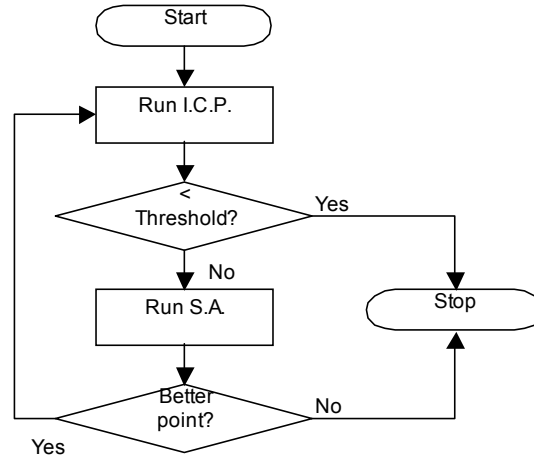 Start
Run I.C.P.
<
Threshold?
Yes
No
Run S.A.
Stop
Better
point?
No
Yes